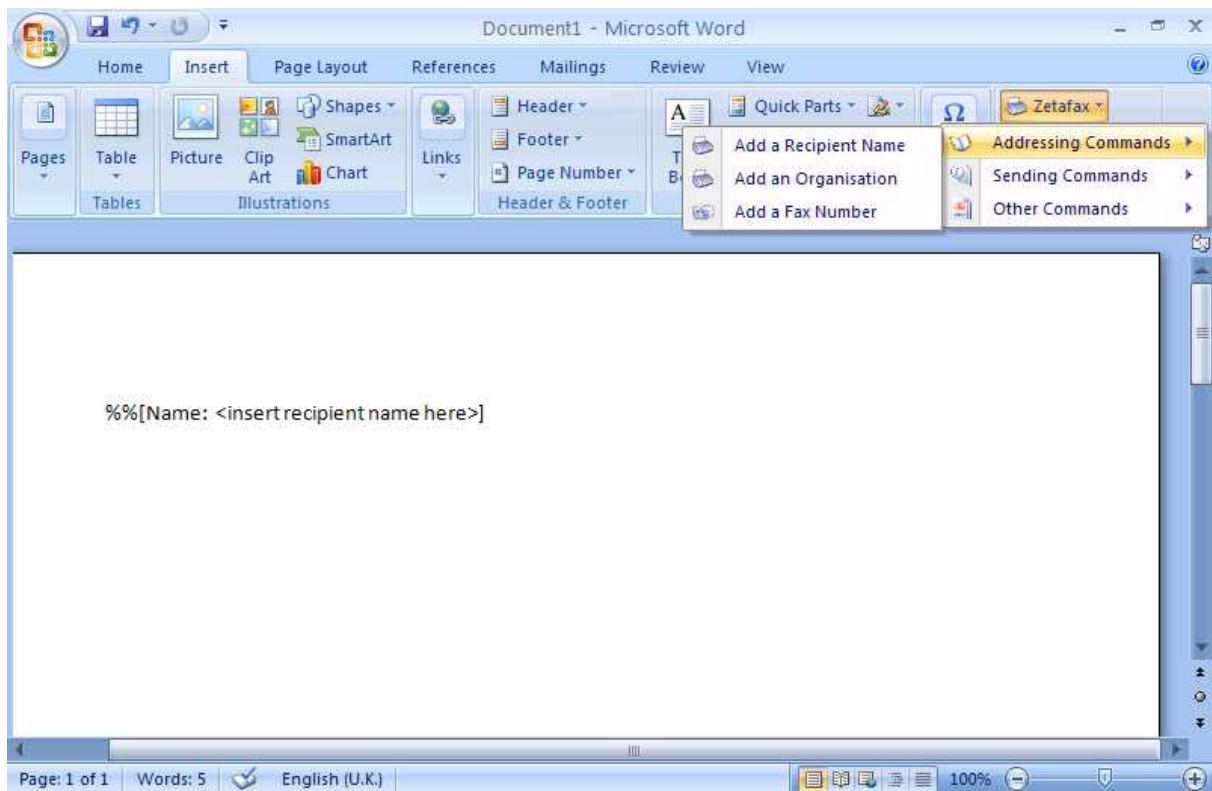 Document1 - Microsoft Word
Home Insert Page Layout References Mailings Review View
Shapes Header Quick Parts Ω Zetafax
SmartArt Footer
Pages Table Picture Clip Art Chart Links Page Number
Tables Illustrations Header & Footer
Add a Recipient Name
Add an Organisation
Add a Fax Number
Addressing Commands
Sending Commands
Other Commands
%%[Name: <insert recipient name here>]
Page: 1 of 1 Words: 5 English (U.K.) 100%